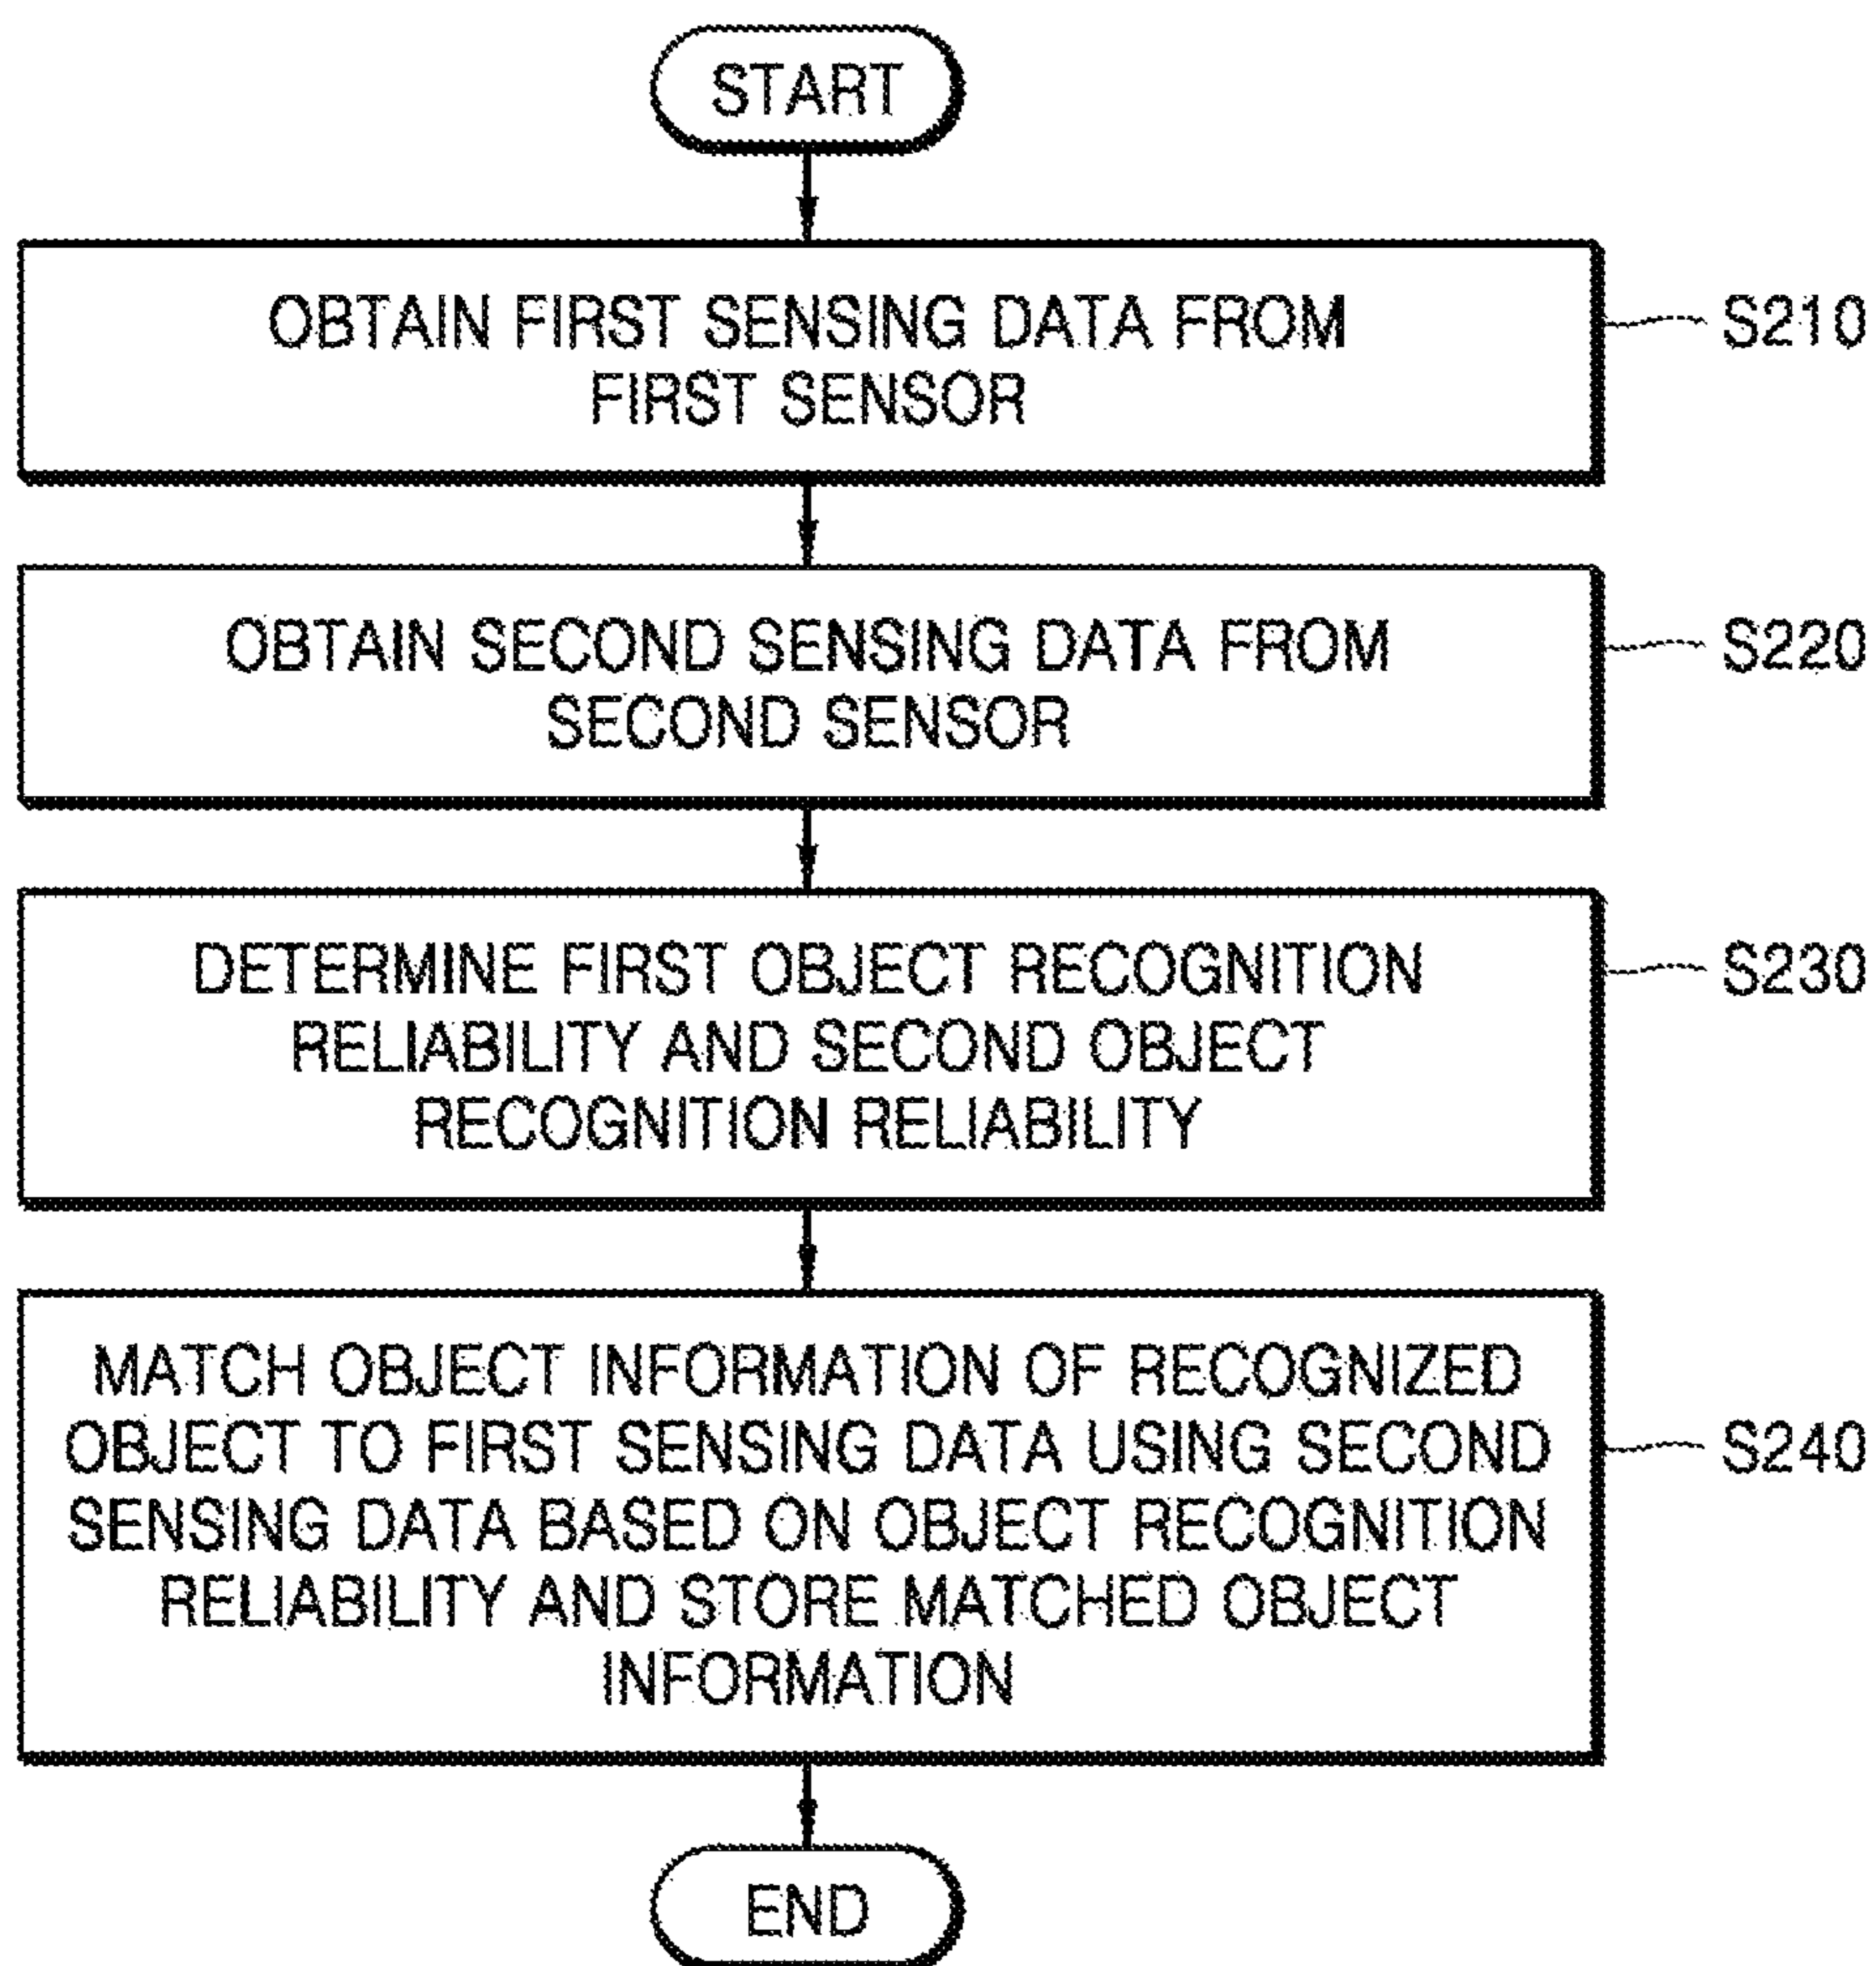 START
OBTAIN FIRST SENSING DATA FROM
FIRST SENSOR
S210
OBTAIN SECOND SENSING DATA FROM
SECOND SENSOR
S220
DETERMINE FIRST OBJECT RECOGNITION
RELIABILITY AND SECOND OBJECT
RECOGNITION RELIABILITY
S230
MATCH OBJECT INFORMATION OF RECOGNIZED
OBJECT TO FIRST SENSING DATA USING SECOND
SENSING DATA BASED ON OBJECT RECOGNITION
RELIABILITY AND STORE MATCHED OBJECT
INFORMATION
S240
END